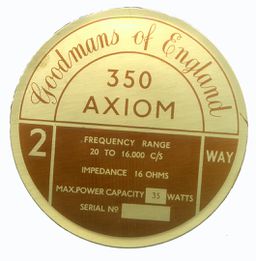 Goodmans of England
350
AXIOM
2 WAY
FREQUENCY RANGE
20 TO 16.000 C/S
IMPEDANCE 16 OHMS
MAX.POWER CAPACITY 35 WATTS
SERIAL Nº